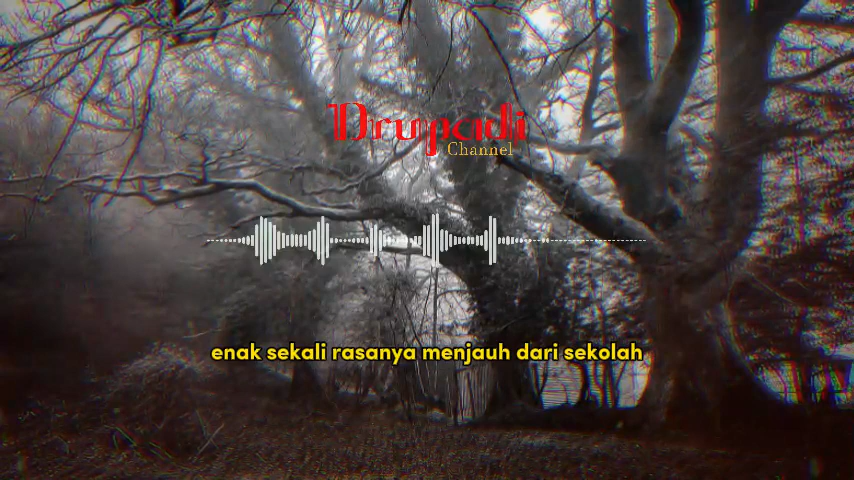 Drupadi
Channel
enak sekali rasanya menjauh dari sekolah